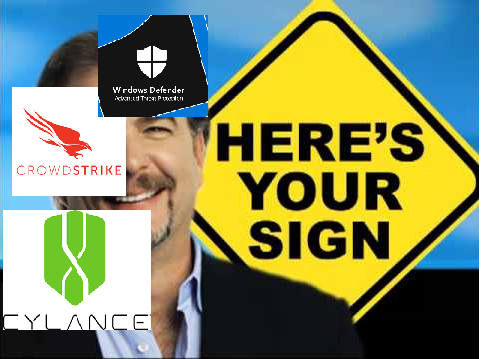 Windows Defender
Advanced Threat Protection
CROWDSTRIKE
CYLANCE
HERE'S
YOUR
SIGN